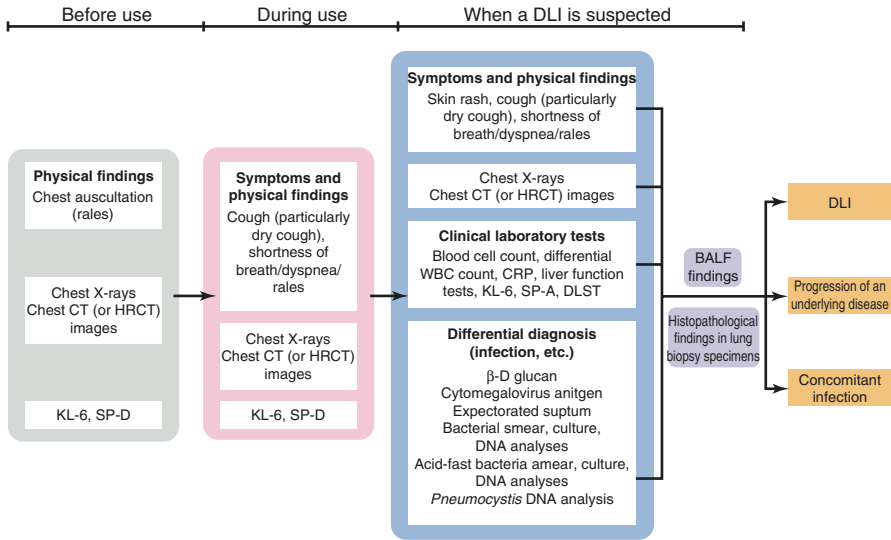 Before use
During use
When a DLI is suspected
Physical findings
Chest auscultation
(rales)
Chest X-rays
Chest CT (or HRCT)
images
KL-6, SP-D
Symptoms and
physical findings
Cough (particularly
dry cough),
shortness of
breath/dyspnea/
rales
Chest X-rays
Chest CT (or HRCT)
images
KL-6, SP-D
Symptoms and physical findings
Skin rash, cough (particularly
dry cough), shortness of
breath/dyspnea/rales
Chest X-rays
Chest CT (or HRCT) images
Clinical laboratory tests
Blood cell count, differential
WBC count, CRP, liver function
tests, KL-6, SP-A, DLST
Differential diagnosis
(infection, etc.)
β-D glucan
Cytomegalovirus anitgen
Expectorated suptum
Bacterial smear, culture,
DNA analyses
Acid-fast bacteria amear, culture,
DNA analyses
Pneumocystis DNA analysis
BALF
findings
Histopathological
findings in lung
biopsy specimens
DLI
Progression of an
underlying disease
Concomitant
infection